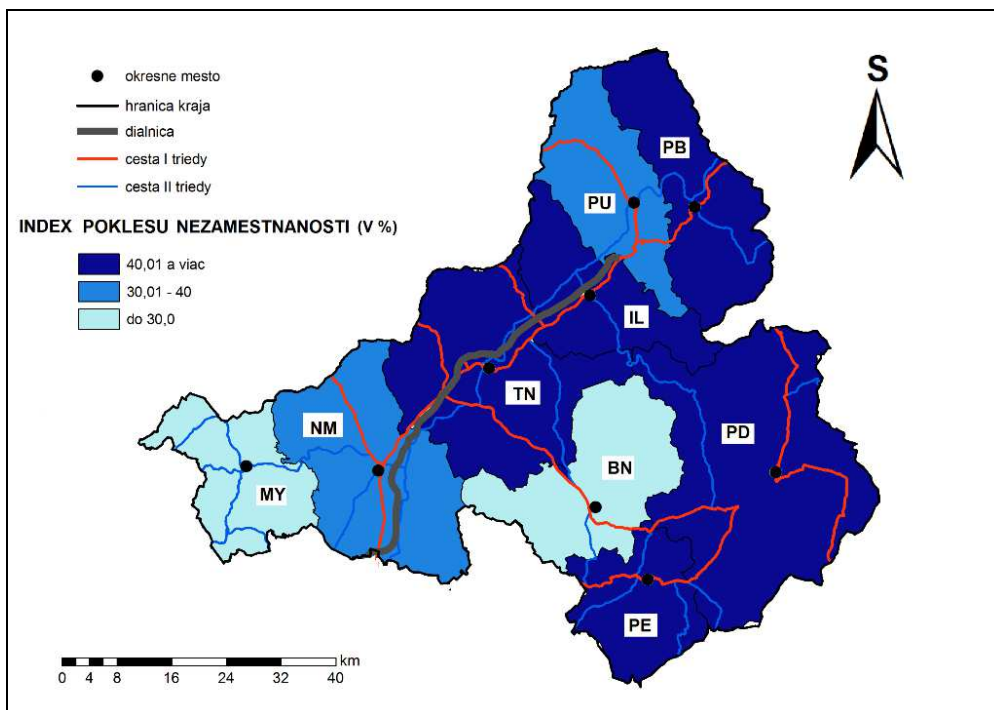 okresne mesto
hranica kraja
dialnica
cesta I triedy
cesta II triedy
INDEX POKLESU NEZAMESTNANOSTI (V %)
40,01 a viac
30,01 - 40
do 30,0
S
PB
PU
IL
TN
NM
PD
BN
MY
PE
km
0 4 8 16 24 32 40